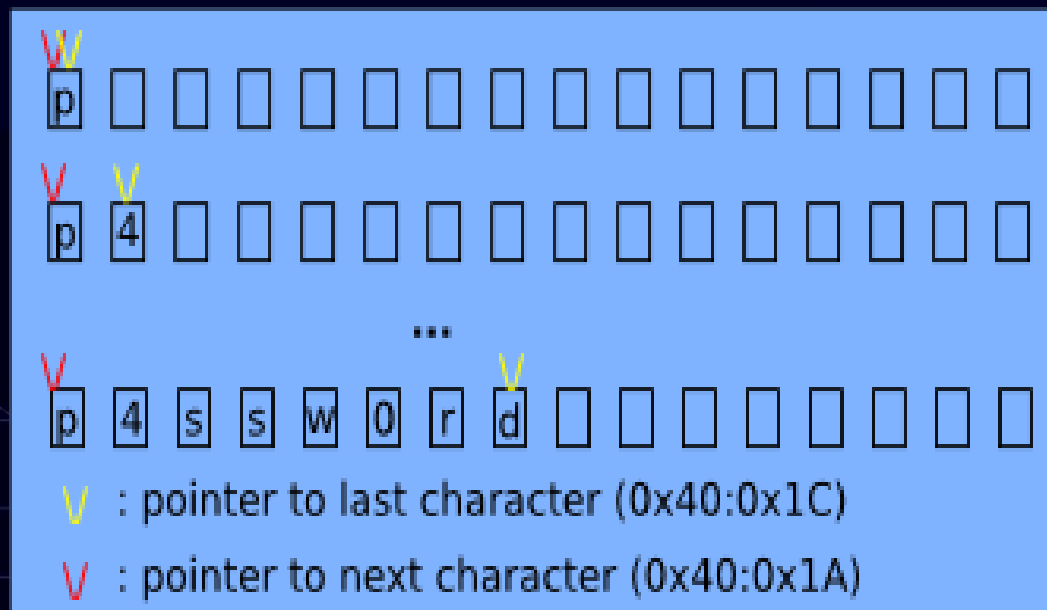 p
p 4
...
p 4 s s w 0 r d
V : pointer to last character (0x40:0x1C)
V : pointer to next character (0x40:0x1A)